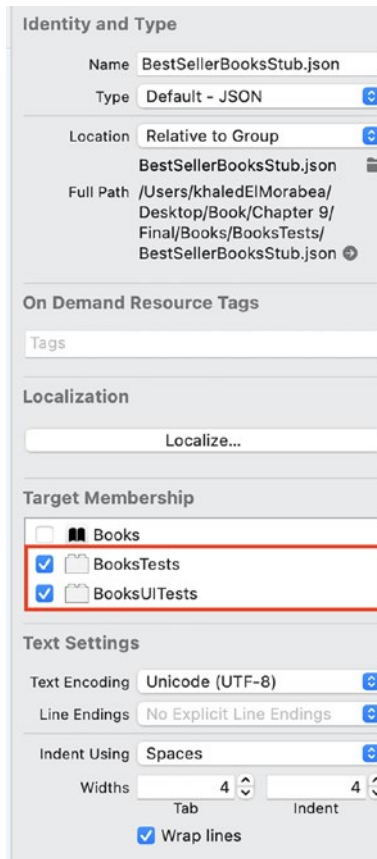 Identity and Type
Name BestSellerBooksStub.json
Type Default - JSON
Location Relative to Group
BestSellerBooksStub.json
Full Path /Users/khaledElMorabea/
Desktop/Book/Chapter 9/
Final/Books/BooksTests/
BestSellerBooksStub.json
On Demand Resource Tags
Tags
Localization
Localize...
Target Membership
Books
BooksTests
BooksUITests
Text Settings
Text Encoding Unicode (UTF-8)
Line Endings No Explicit Line Endings
Indent Using Spaces
Widths 4 4
Tab Indent
Wrap lines